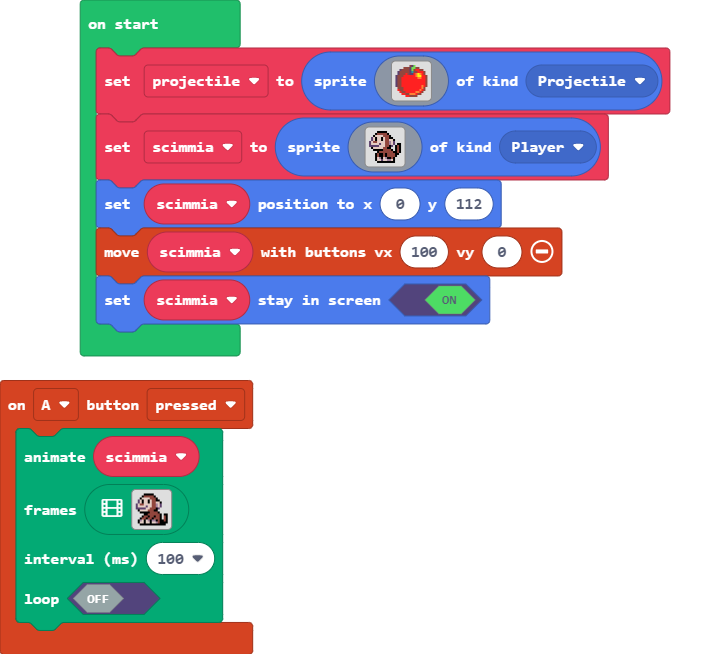 on start
set projectile to sprite of kind Projectile
set scimmia to sprite of kind Player
set scimmia position to x 0 y 112
move scimmia with buttons vx 100 vy 0
set scimmia stay in screen ON
on A button pressed
animate scimmia
frames
interval (ms) 100
loop OFF